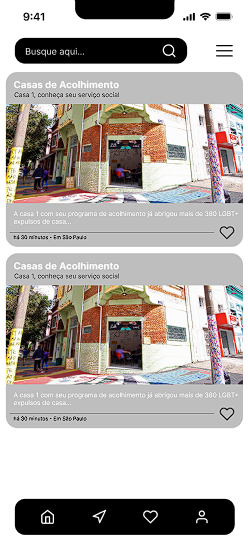 9:41
Busque aqui...
Casas de Acolhimento
Casa 1, conheça seu serviço social
A casa 1 com seu programa de acolhimento já abrigou mais de 380 LGBT+
expulsos de casa...
há 30 minutos • Em São Paulo
Casas de Acolhimento
Casa 1, conheça seu serviço social
A casa 1 com seu programa de acolhimento já abrigou mais de 360 LGBT+
expulsos de casa...
há 30 minutos • Em São Paulo